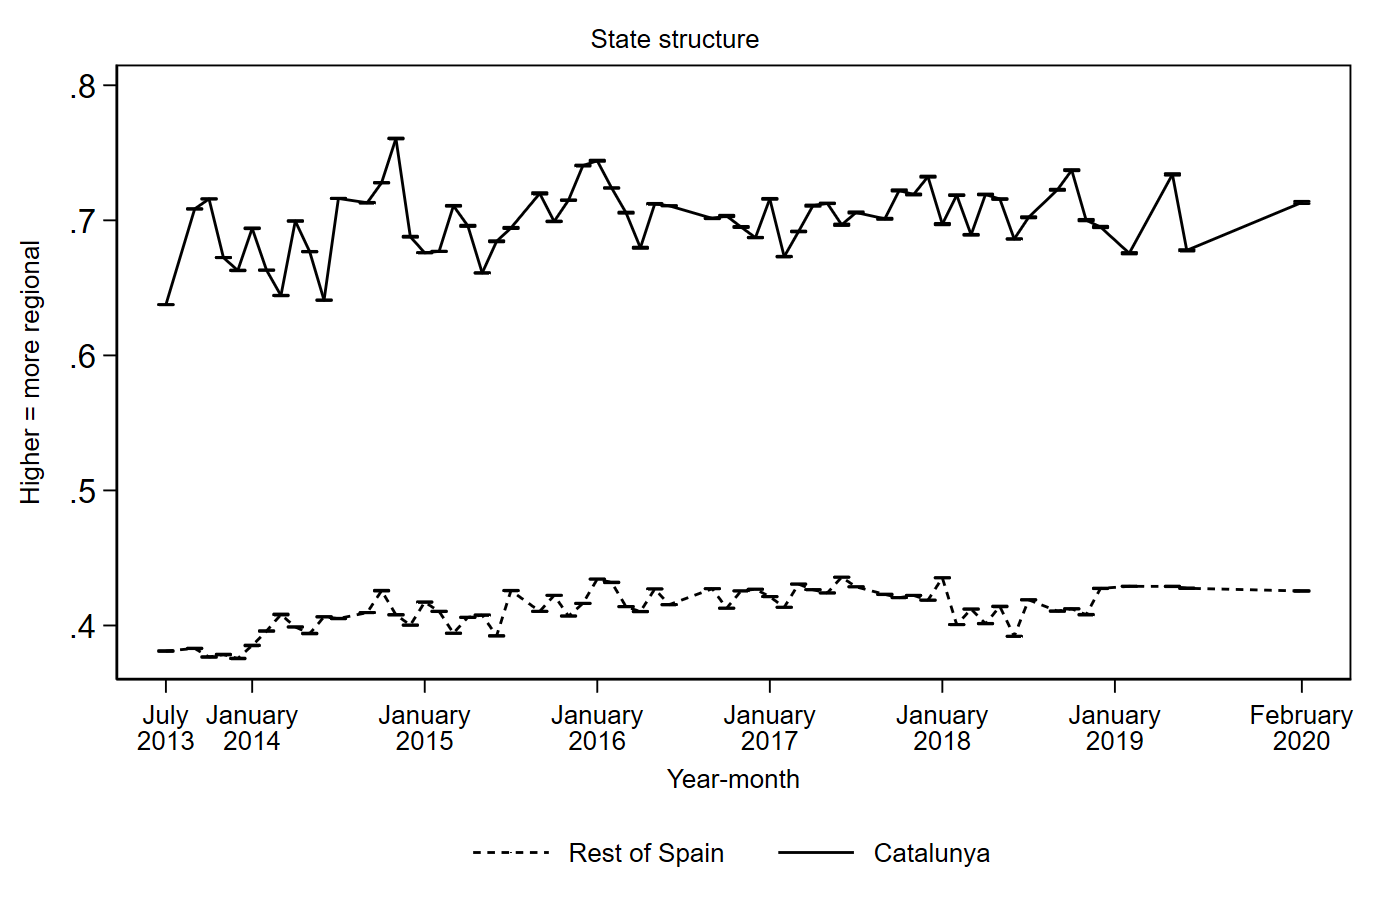 State structure
Higher = more regional
.8
.7
.6
.5
.4
July January January January January January January February
2013 2014 2015 2016 2017 2018 2019 2020
Year-month
Rest of Spain Catalunya